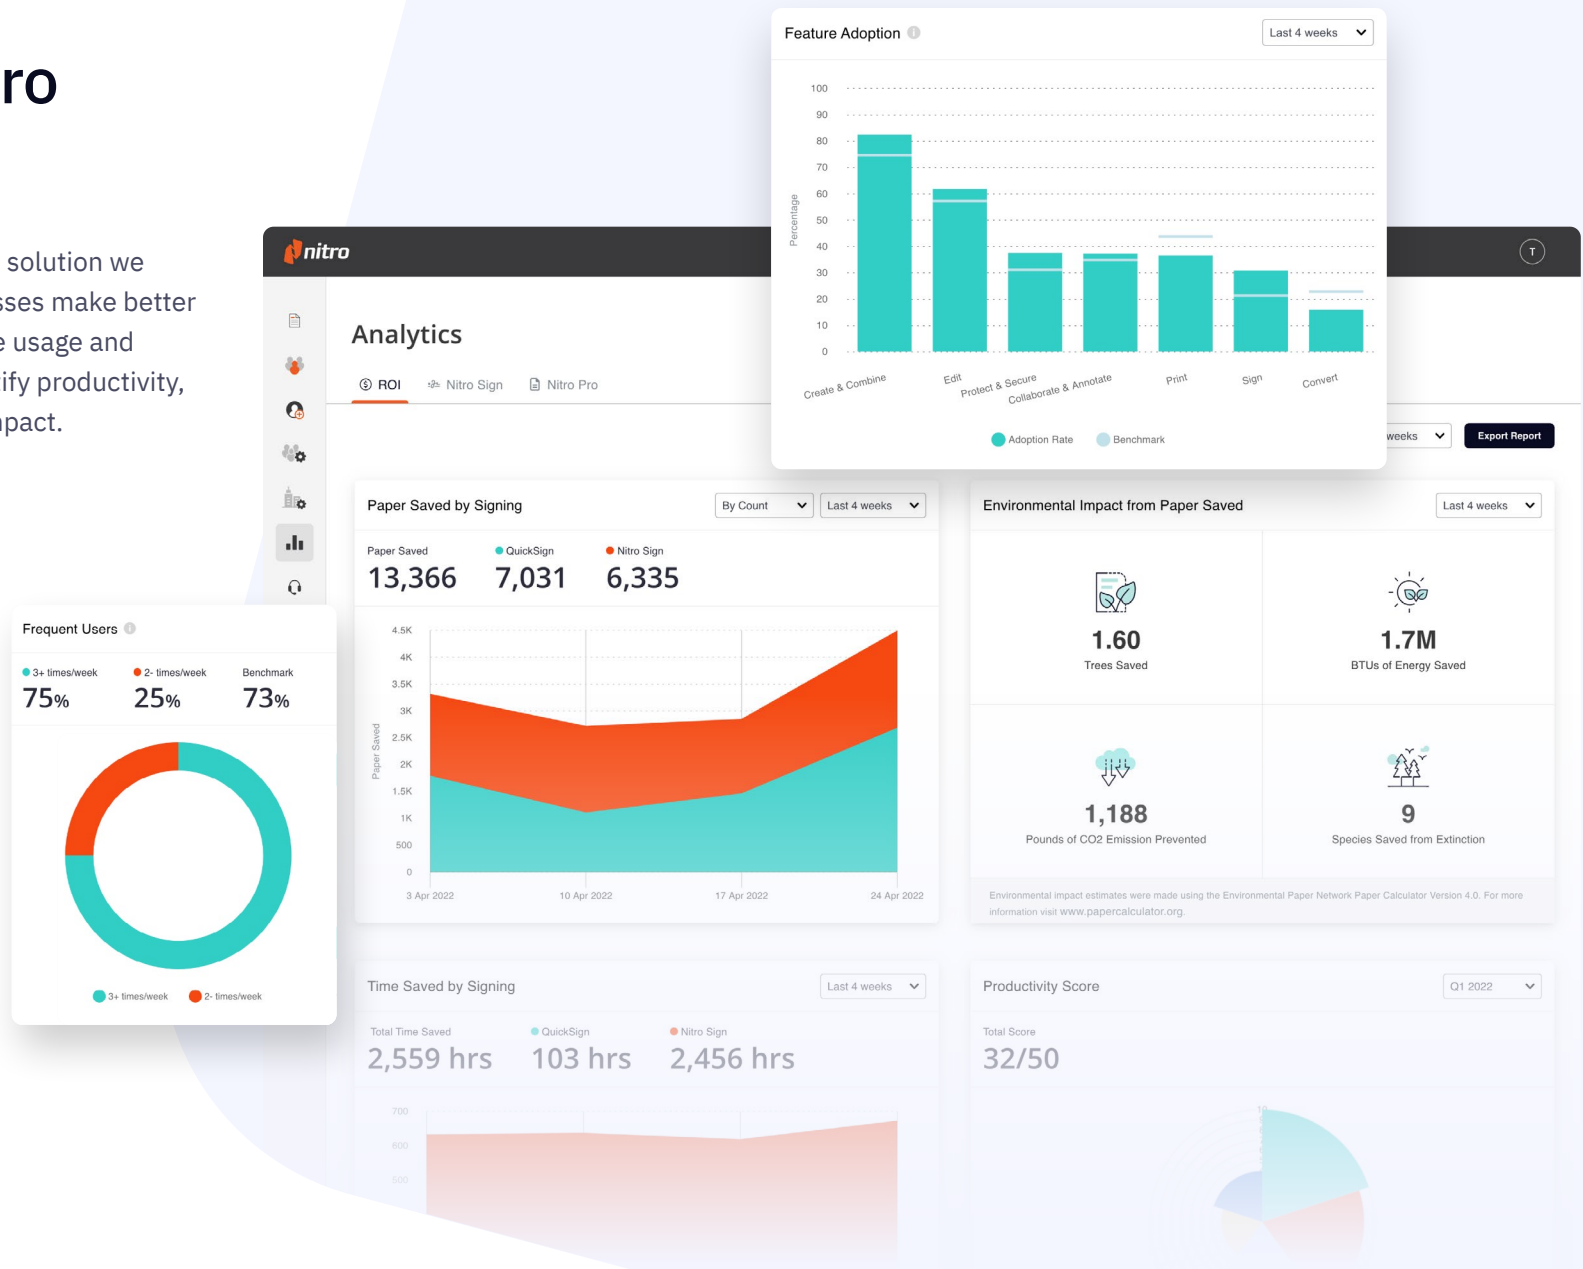 ro
solution we
sses make better
e usage and
tify productivity,
npact.
Feature Adoption
Last 4 weeks
100
90
80
70
60
50
40
30
20
10
0
Percentage
Create & Combine
Edit
Protect & Secure
Collaborate & Annotate
Print
Sign
Convert
Adoption Rate
Benchmark
nitro
T
Analytics
ROI
Nitro Sign
Nitro Pro
weeks
Export Report
Paper Saved by Signing
By Count
Last 4 weeks
Paper Saved
QuickSign
Nitro Sign
13,366
7,031
6,335
4.5K
4K
3.5K
3K
2.5K
2K
1.5K
1K
500
0
Paper Saved
3 Apr 2022
10 Apr 2022
17 Apr 2022
24 Apr 2022
Environmental Impact from Paper Saved
Last 4 weeks
1.60
Trees Saved
1.7M
BTUs of Energy Saved
1,188
Pounds of CO2 Emission Prevented
9
Species Saved from Extinction
Environmental impact estimates were made using the Environmental Paper Network Paper Calculator Version 4.0. For more
information visit www.papercalculator.org.
Frequent Users
3+ times/week
2- times/week
Benchmark
75%
25%
73%
3+ times/week
2- times/week
Time Saved by Signing
Last 4 weeks
Total Time Saved
QuickSign
Nitro Sign
2,559 hrs
103 hrs
2,456 hrs
700
600
500
Productivity Score
Q1 2022
Total Score
32/50
10